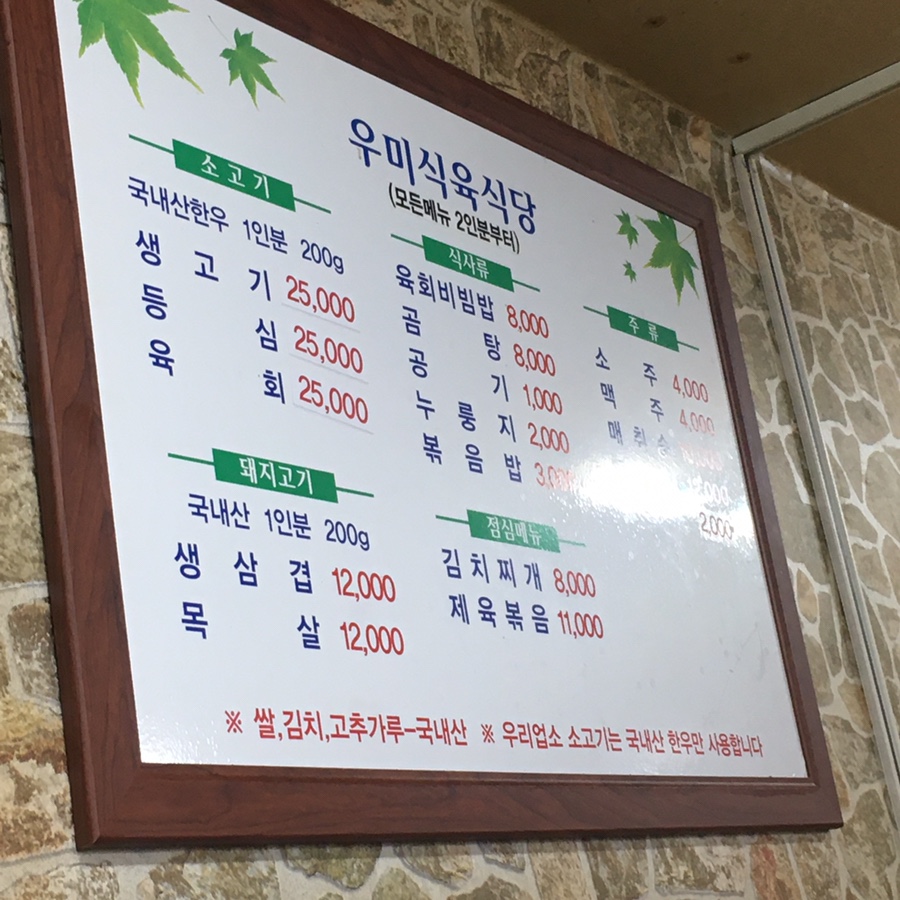 우미식육식당
(모든메뉴 2인분부터)
소고기
국내산한우 1인분 200g
생고기 25,000
등심 25,000
육회 25,000
돼지고기
국내산 1인분 200g
생삼겹 12,000
목살 12,000
식사류
육회비빔밥 8,000
곰탕 8,000
공기 1,000
누룽지 2,000
볶음밥
점심메뉴
김치찌개 8,000
제육볶음 11,000
주류
소주 4,000
맥주 4,000
매취순
2,000
※ 쌀,김치,고추가루-국내산 ※ 우리업소 소고기는 국내산 한우만 사용합니다